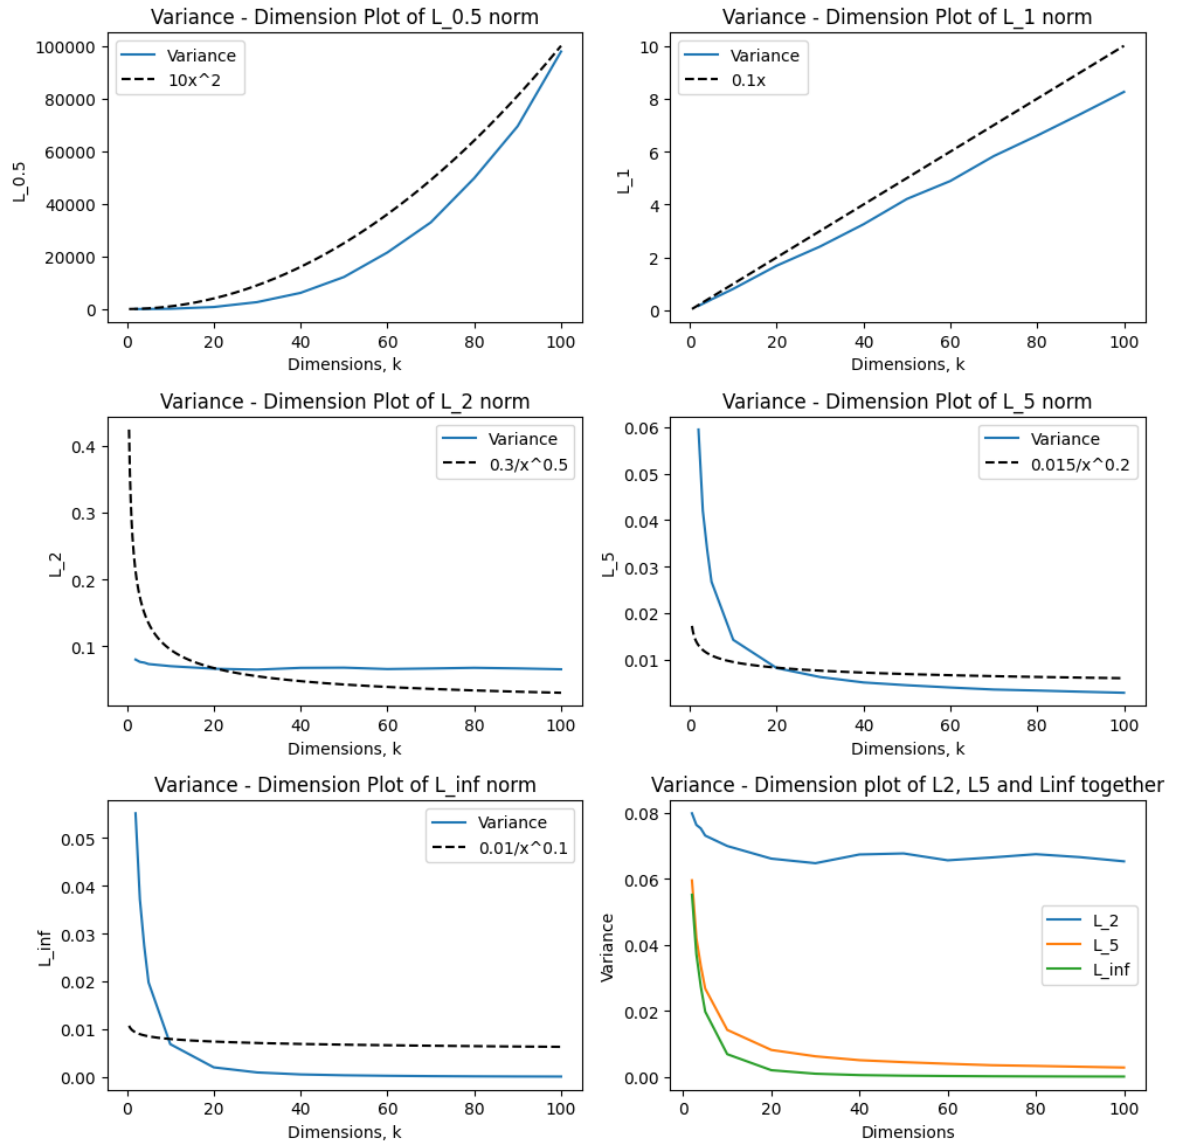 Variance - Dimension Plot of L_0.5 norm
100000
80000
60000
40000
20000
0
L_0.5
Variance
10x^2
0 20 40 60 80 100
Dimensions, k
Variance - Dimension Plot of L_1 norm
10
8
6
4
2
0
L_1
Variance
0.1x
0 20 40 60 80 100
Dimensions, k
Variance - Dimension Plot of L_2 norm
0.4
0.3
0.2
0.1
L_2
Variance
0.3/x^0.5
0 20 40 60 80 100
Dimensions, k
Variance - Dimension Plot of L_5 norm
0.06
0.05
0.04
0.03
0.02
0.01
L_5
Variance
0.015/x^0.2
0 20 40 60 80 100
Dimensions, k
Variance - Dimension Plot of L_inf norm
0.05
0.04
0.03
0.02
0.01
0.00
L_inf
Variance
0.01/x^0.1
0 20 40 60 80 100
Dimensions, k
Variance - Dimension plot of L2, L5 and Linf together
0.08
0.06
0.04
0.02
0.00
Variance
L_2
L_5
L_inf
0 20 40 60 80 100
Dimensions